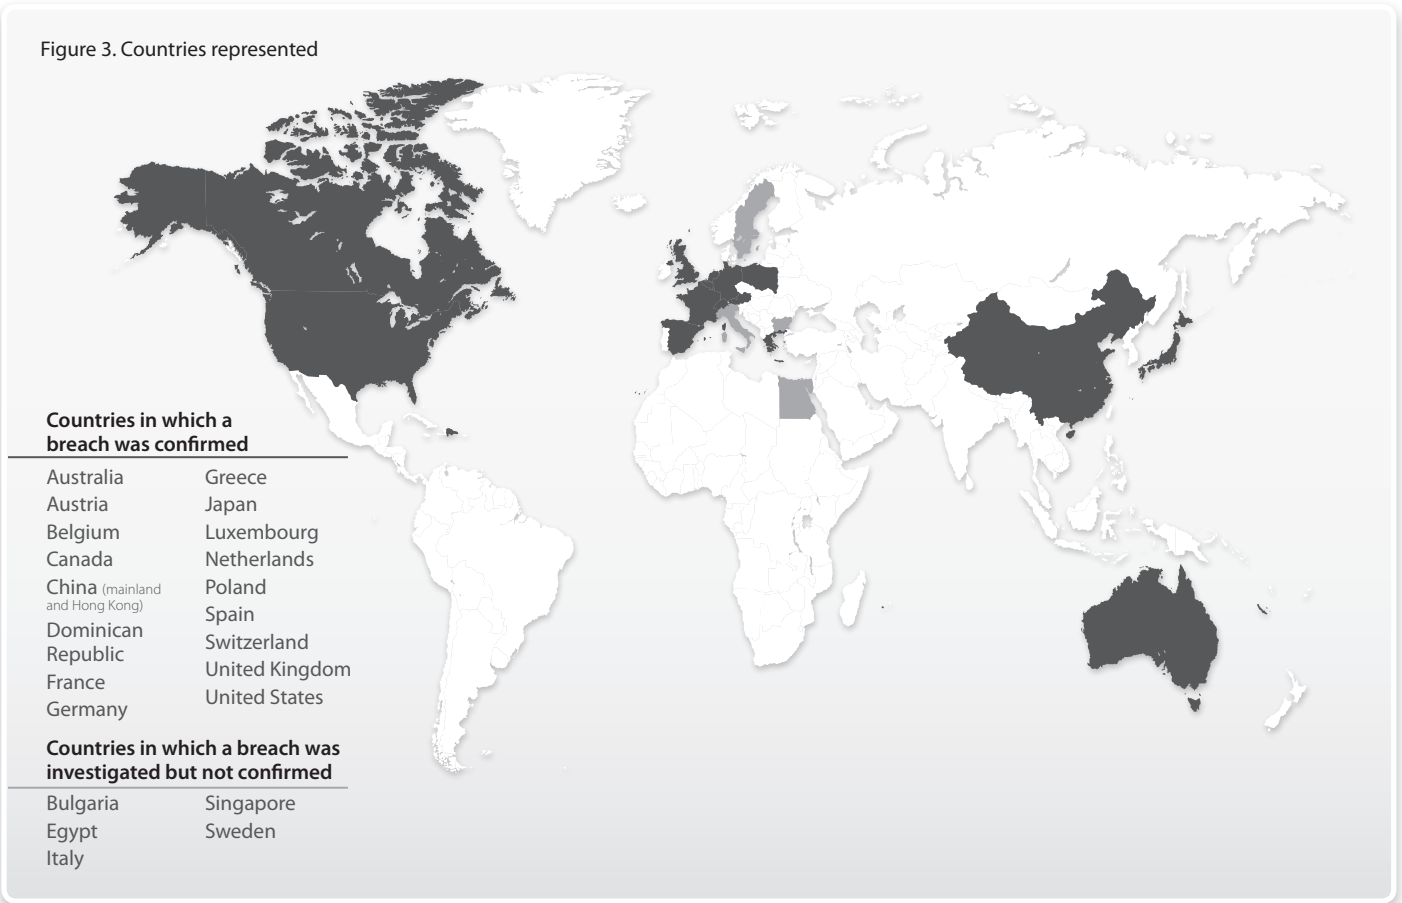 Figure 3. Countries represented
Countries in which a
breach was confirmed
Australia
Austria
Belgium
Canada
China (mainland
and Hong Kong)
Dominican
Republic
France
Germany
Greece
Japan
Luxembourg
Netherlands
Poland
Spain
Switzerland
United Kingdom
United States
Countries in which a breach was
investigated but not confirmed
Bulgaria
Egypt
Italy
Singapore
Sweden